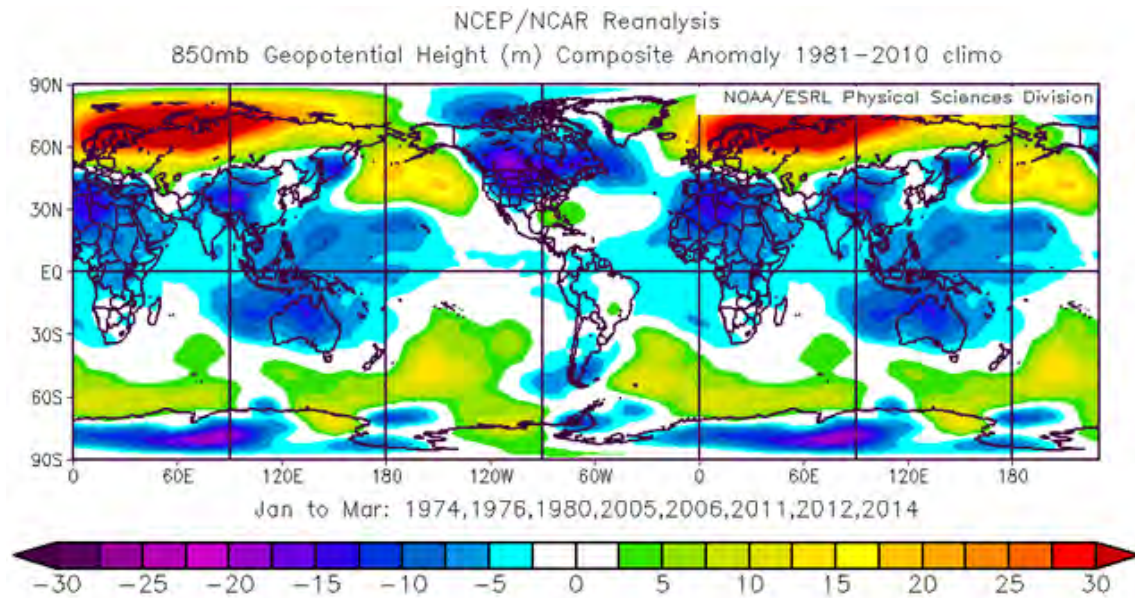 NCEP/NCAR Reanalysis
850mb Geopotential Height (m) Composite Anomaly 1981-2010 climo
NOAA/ESRL Physical Sciences Division
90N
60N
30N
EQ
30S
60S
90S
0 60E 120E 180 120W 60W 0 60E 120E 180
Jan to Mar: 1974,1976,1980,2005,2006,2011,2012,2014
-30 -25 -20 -15 -10 -5 0 5 10 15 20 25 30